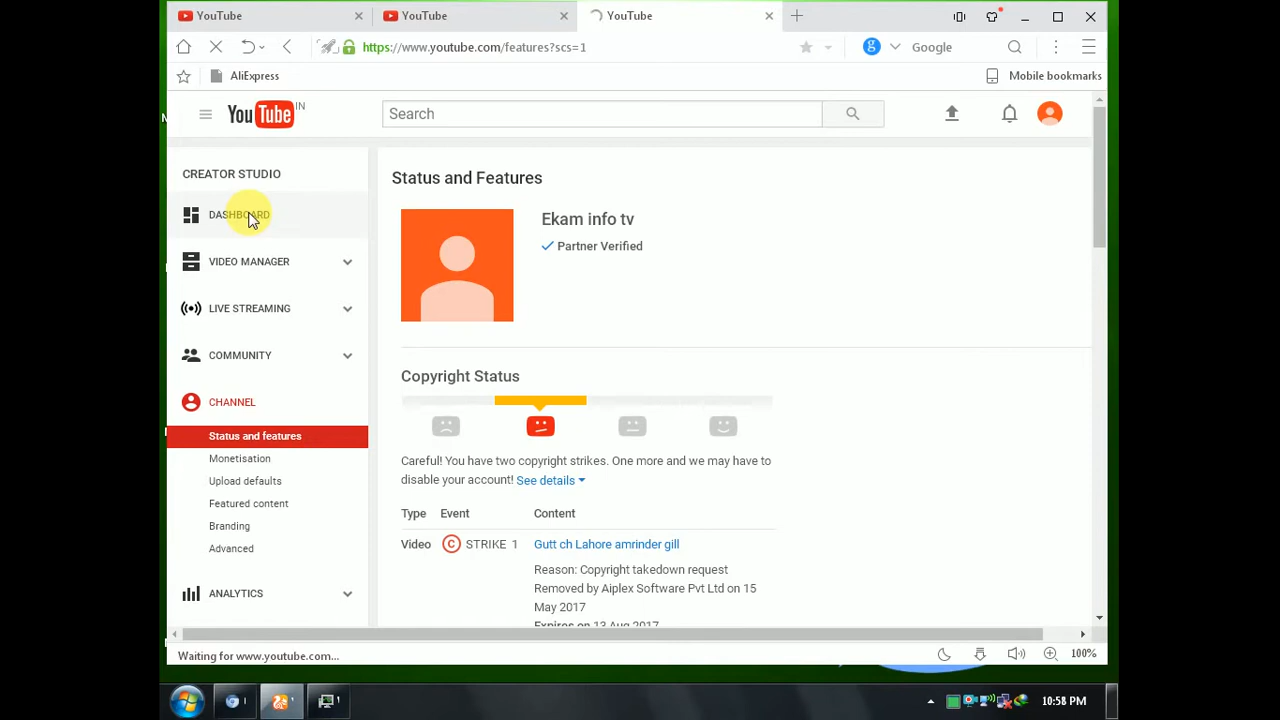 YouTube
YouTube
YouTube
https://www.youtube.com/features?scs=1
g
Google
AliExpress
Mobile bookmarks
YouTube IN
Search
CREATOR STUDIO
DASHBOARD
VIDEO MANAGER
LIVE STREAMING
COMMUNITY
CHANNEL
Status and features
Monetisation
Upload defaults
Featured content
Branding
Advanced
ANALYTICS
Status and Features
Ekam info tv
Partner Verified
Copyright Status
Careful! You have two copyright strikes. One more and we may have to
disable your account! See details
Type Event Content
Video C STRIKE 1 Gutt ch Lahore amrinder gill
Reason: Copyright takedown request
Removed by Aiplex Software Pvt Ltd on 15
May 2017
Expires on 13 Aug 2017
Waiting for www.youtube.com...
100%
10:58 PM